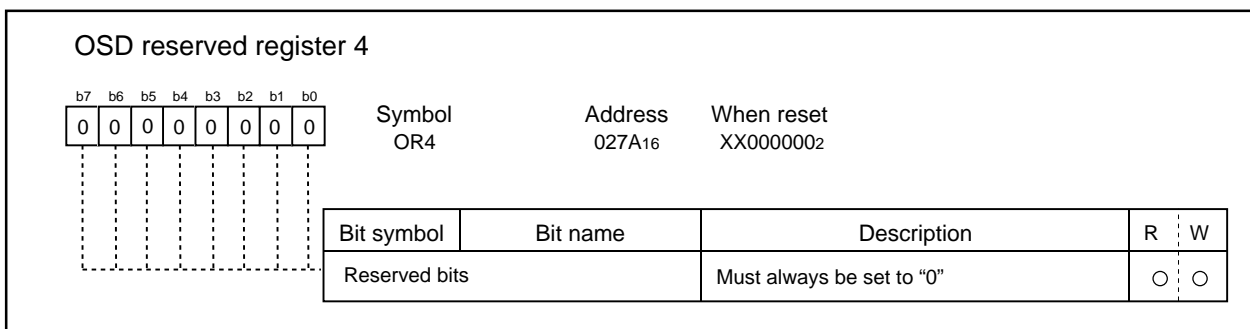 OSD reserved register 4
b7 b6 b5 b4 b3 b2 b1 b0
0 0 0 0 0 0 0 0
Symbol Address When reset
OR4 027A16 XX0000002
Bit symbol Bit name Description R W
Reserved bits Must always be set to “0” ○ ○